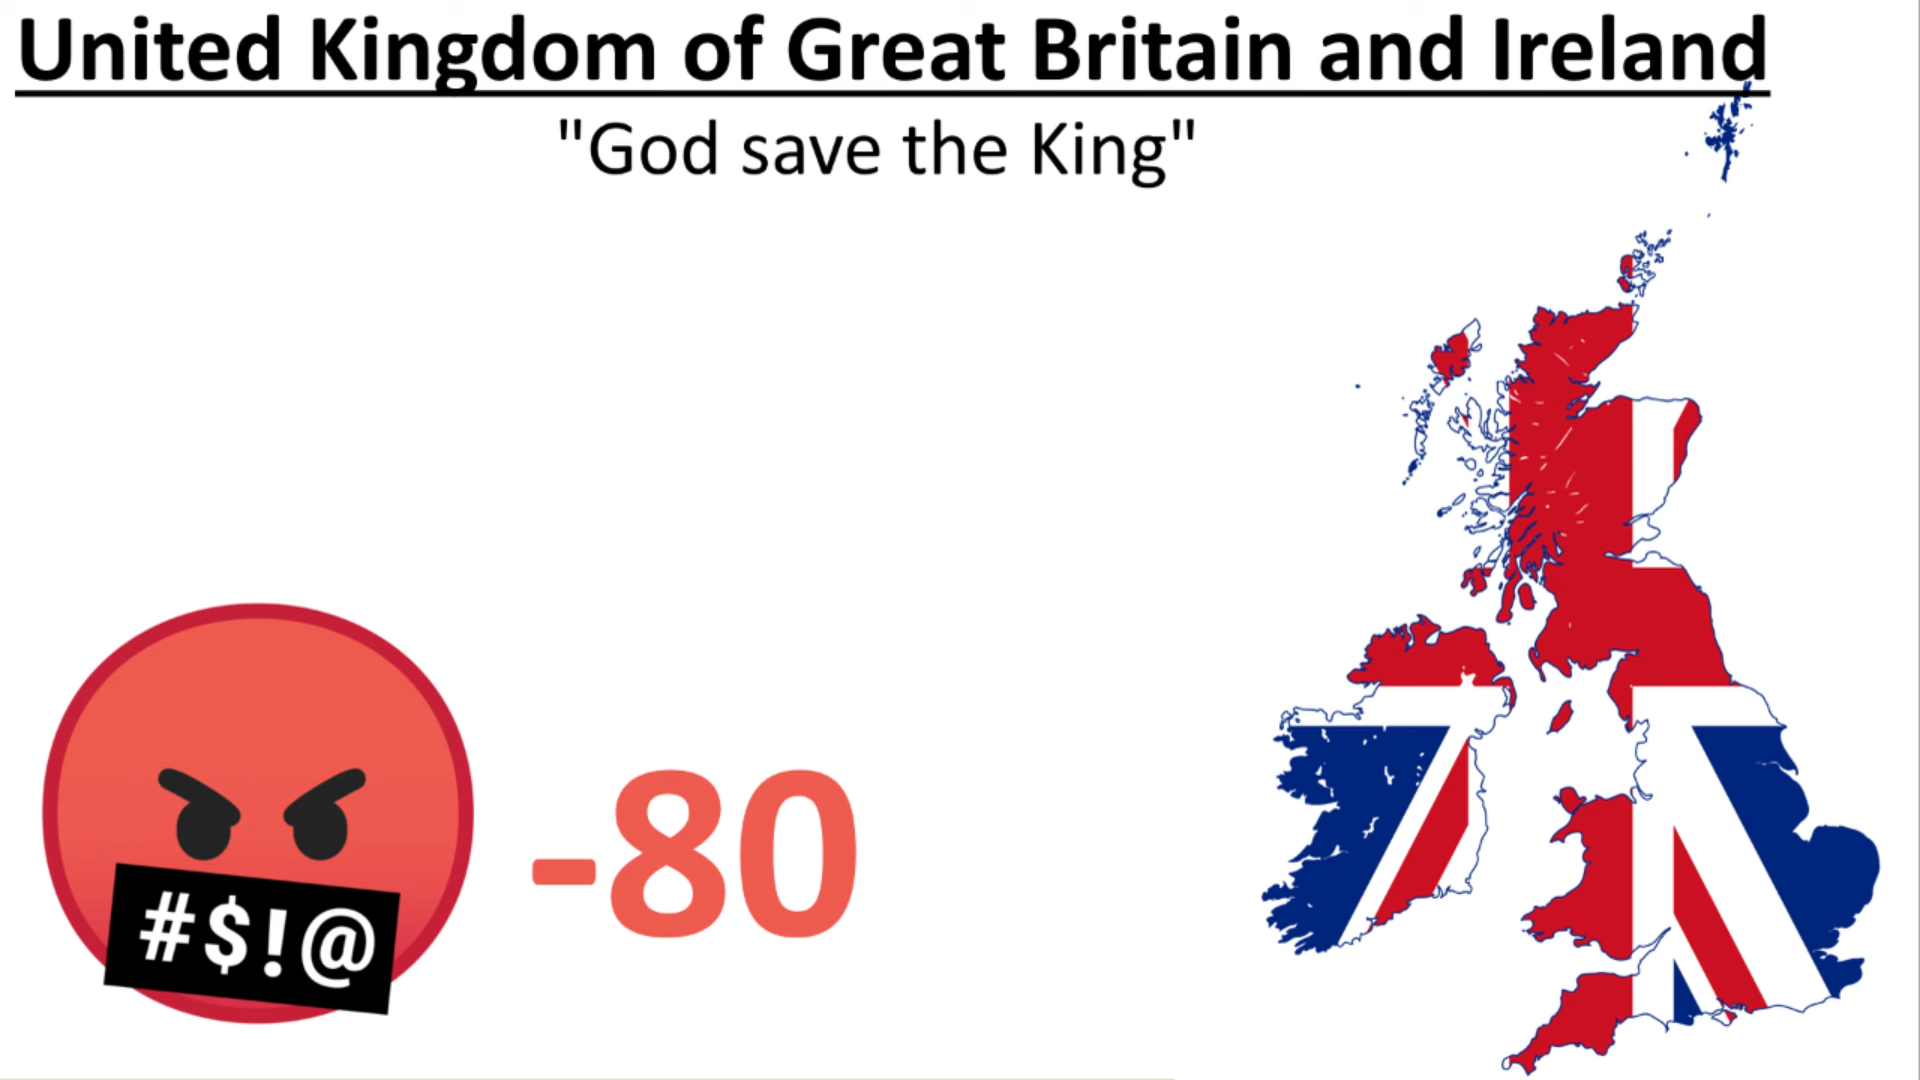 United Kingdom of Great Britain and Ireland
"God save the King"
-80
#$!@